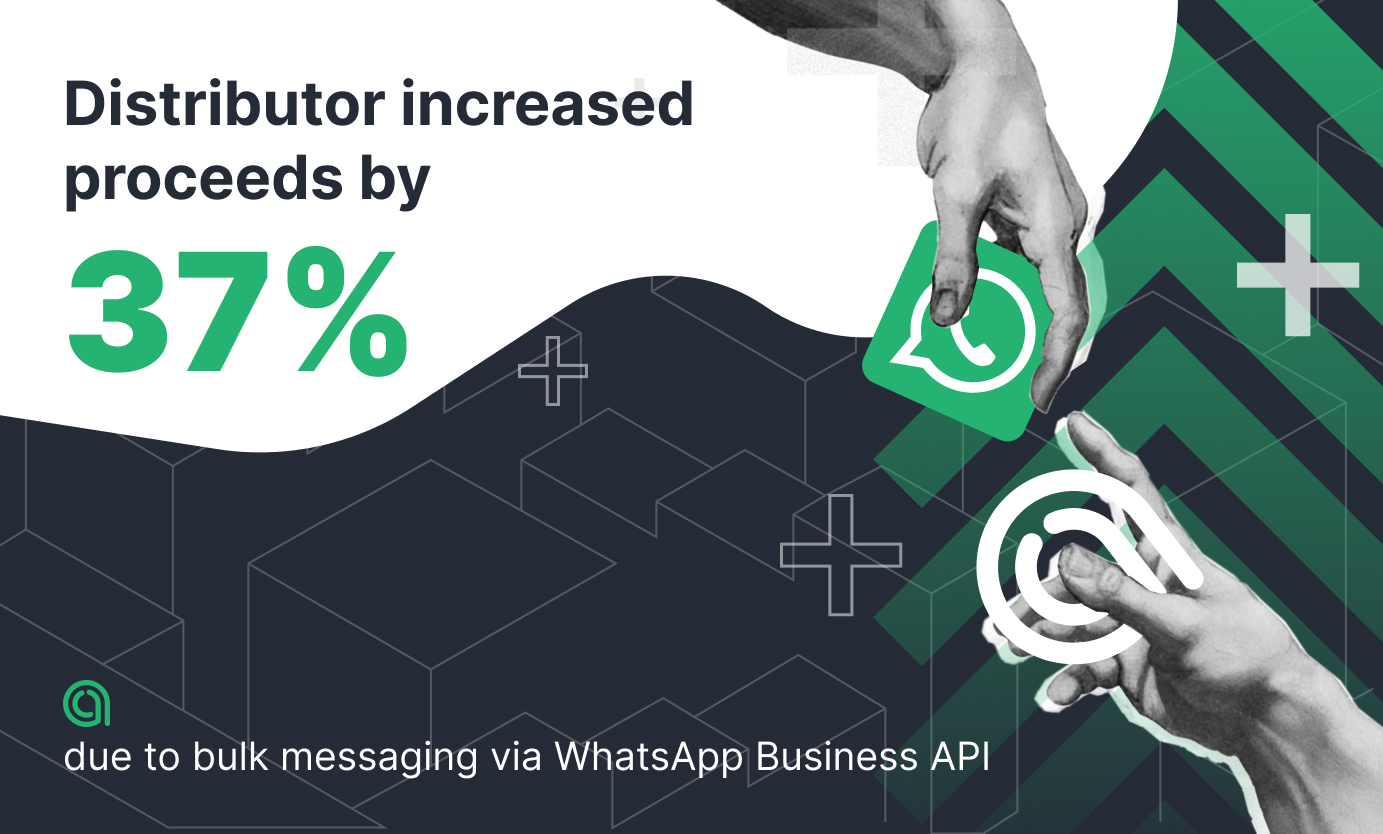 Distributor increased
proceeds by
37%
due to bulk messaging via WhatsApp Business API